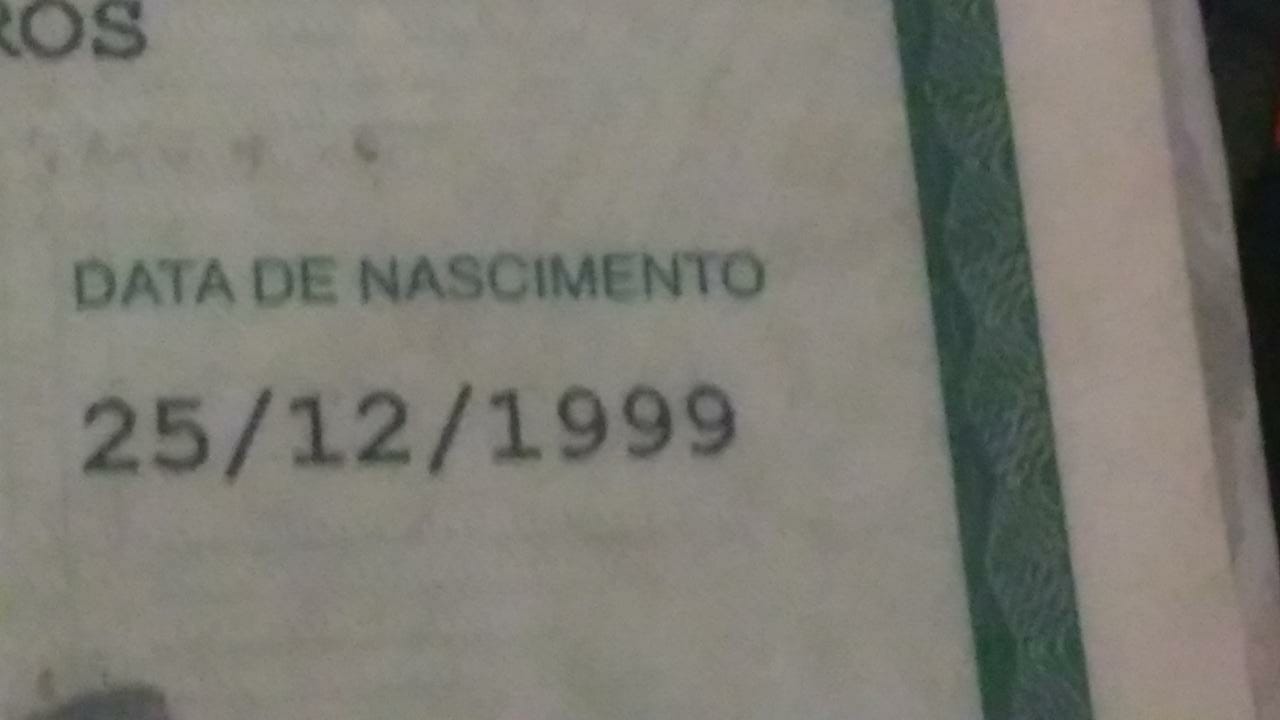 ROS
DATA DE NASCIMENTO
25/12/1999